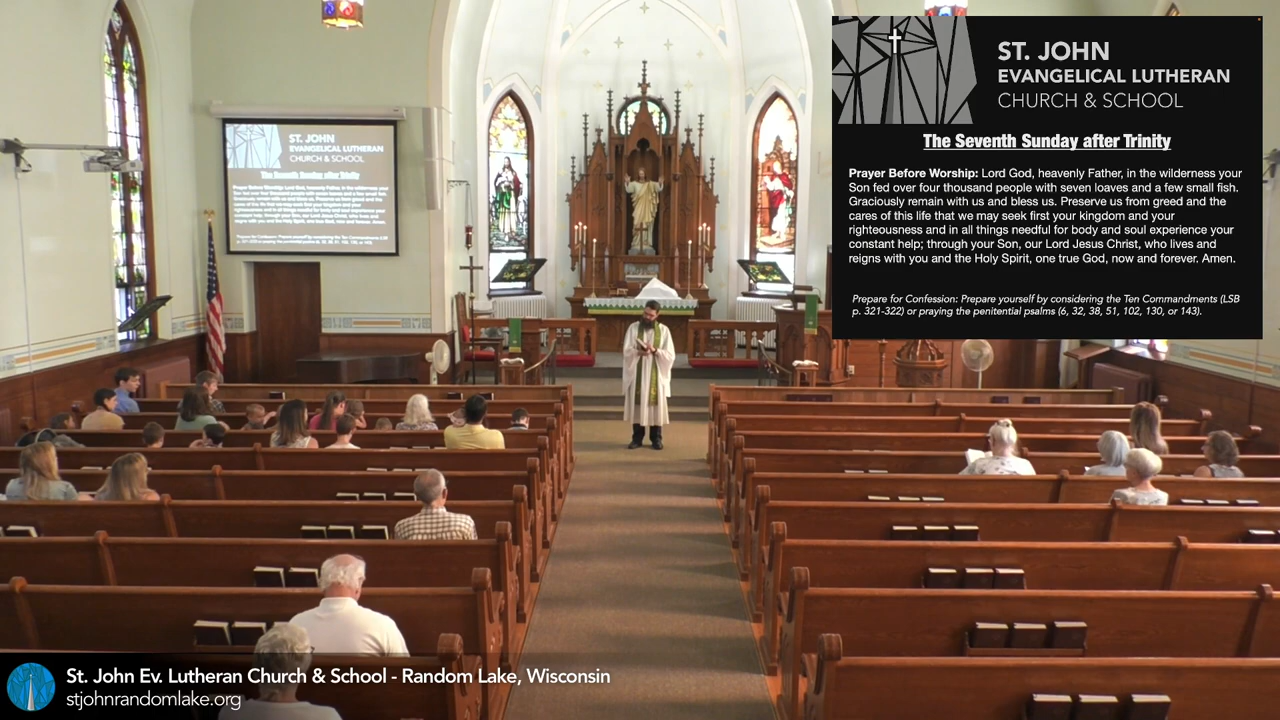 ST. JOHN
EVANGELICAL LUTHERAN
CHURCH & SCHOOL
The Seventh Sunday after Trinity
Prayer Before Worship: Lord God, heavenly Father, in the wilderness your
Son fed over four thousand people with seven loaves and a few small fish.
Graciously remain with us and bless us. Preserve us from greed and the
cares of this life that we may seek first your kingdom and your
righteousness and in all things needful for body and soul experience your
constant help; through your Son, our Lord Jesus Christ, who lives and
reigns with you and the Holy Spirit, one true God, now and forever. Amen.
Prepare for Confession: Prepare yourself by considering the Ten Commandments (LSB
p. 321-322) or praying the penitential psalms (6, 32, 38, 51, 102, 130, or 143).
ST. JOHN
EVANGELICAL LUTHERAN
CHURCH & SCHOOL
The Seventh Sunday after Trinity
St. John Ev. Lutheran Church & School - Random Lake, Wisconsin
stjohnrandomlake.org